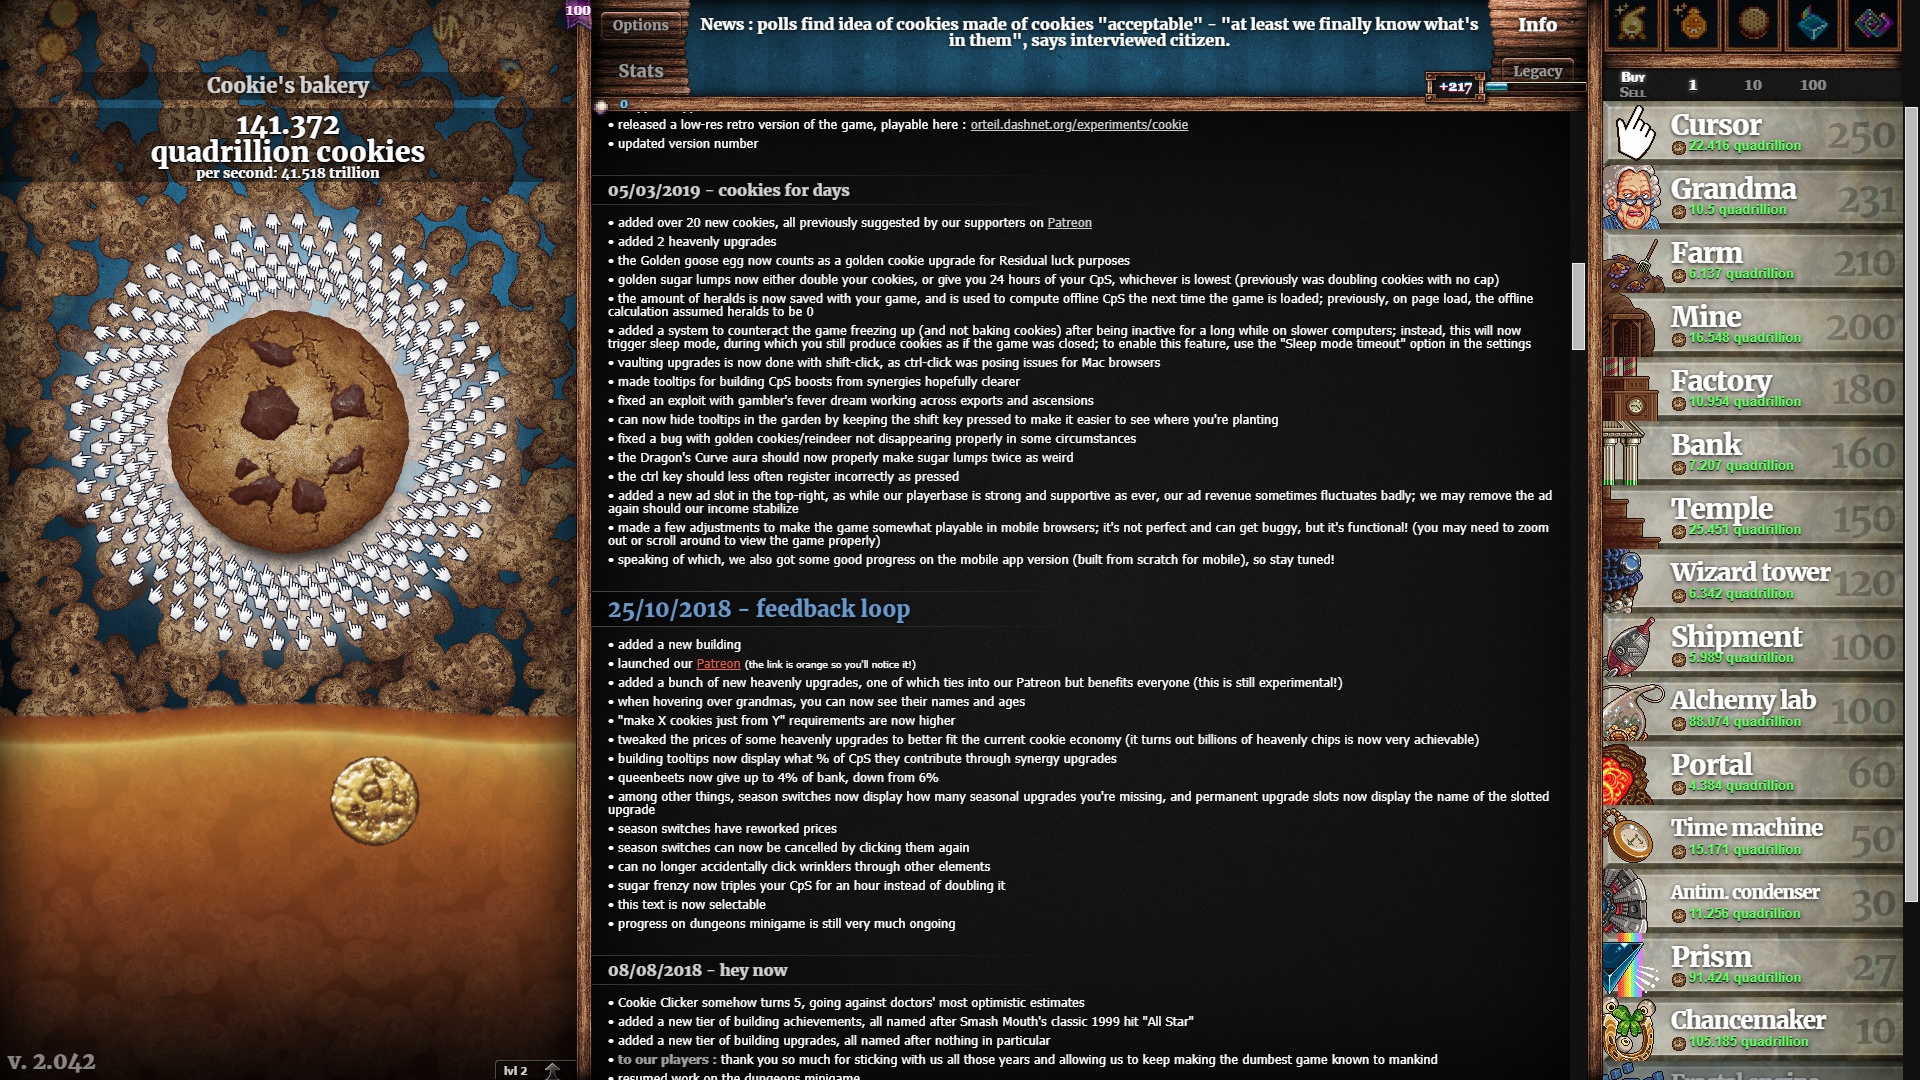 100
Options
Stats
News : polls find idea of cookies made of cookies "acceptable" - "at least we finally know what's
in them", says interviewed citizen.
Info
Legacy
+217
0
Cookie's bakery
141.372
quadrillion cookies
per second: 41.518 trillion
v. 2.042
lvl 2
• released a low-res retro version of the game, playable here : orteil.dashnet.org/experiments/cookie
• updated version number
05/03/2019 - cookies for days
• added over 20 new cookies, all previously suggested by our supporters on Patreon
• added 2 heavenly upgrades
• the Golden goose egg now counts as a golden cookie upgrade for Residual luck purposes
• golden sugar lumps now either double your cookies, or give you 24 hours of your CpS, whichever is lowest (previously was doubling cookies with no cap)
• the amount of heralds is now saved with your game, and is used to compute offline CpS the next time the game is loaded; previously, on page load, the offline
calculation assumed heralds to be 0
• added a system to counteract the game freezing up (and not baking cookies) after being inactive for a long while on slower computers; instead, this will now
trigger sleep mode, during which you still produce cookies as if the game was closed; to enable this feature, use the "Sleep mode timeout" option in the settings
• vaulting upgrades is now done with shift-click, as ctrl-click was posing issues for Mac browsers
• made tooltips for building CpS boosts from synergies hopefully clearer
• fixed an exploit with gambler's fever dream working across exports and ascensions
• can now hide tooltips in the garden by keeping the shift key pressed to make it easier to see where you're planting
• fixed a bug with golden cookies/reindeer not disappearing properly in some circumstances
• the Dragon's Curve aura should now properly make sugar lumps twice as weird
• the ctrl key should less often register incorrectly as pressed
• added a new ad slot in the top-right, as while our playerbase is strong and supportive as ever, our ad revenue sometimes fluctuates badly; we may remove the ad
again should our income stabilize
• made a few adjustments to make the game somewhat playable in mobile browsers; it's not perfect and can get buggy, but it's functional! (you may need to zoom
out or scroll around to view the game properly)
• speaking of which, we also got some good progress on the mobile app version (built from scratch for mobile), so stay tuned!
25/10/2018 - feedback loop
• added a new building
• launched our Patreon (the link is orange so you'll notice it!)
• added a bunch of new heavenly upgrades, one of which ties into our Patreon but benefits everyone (this is still experimental!)
• when hovering over grandmas, you can now see their names and ages
• "make X cookies just from Y" requirements are now higher
• tweaked the prices of some heavenly upgrades to better fit the current cookie economy (it turns out billions of heavenly chips is now very achievable)
• building tooltips now display what % of CpS they contribute through synergy upgrades
• queenbeets now give up to 4% of bank, down from 6%
• among other things, season switches now display how many seasonal upgrades you're missing, and permanent upgrade slots now display the name of the slotted
upgrade
• season switches have reworked prices
• season switches can now be cancelled by clicking them again
• can no longer accidentally click wrinklers through other elements
• sugar frenzy now triples your CpS for an hour instead of doubling it
• this text is now selectable
• progress on dungeons minigame is still very much ongoing
08/08/2018 - hey now
• Cookie Clicker somehow turns 5, going against doctors' most optimistic estimates
• added a new tier of building achievements, all named after Smash Mouth's classic 1999 hit "All Star"
• added a new tier of building upgrades, all named after nothing in particular
• to our players : thank you so much for sticking with us all those years and allowing us to keep making the dumbest game known to mankind
• resumed work on the dungeons minigame
Buy 1 10 100
Sell
Cursor 250
22.416 quadrillion
Grandma 231
10.5 quadrillion
Farm 210
6.137 quadrillion
Mine 200
16.548 quadrillion
Factory 180
10.954 quadrillion
Bank 160
7.207 quadrillion
Temple 150
25.451 quadrillion
Wizard tower 120
6.342 quadrillion
Shipment 100
5.989 quadrillion
Alchemy lab 100
88.074 quadrillion
Portal 60
4.384 quadrillion
Time machine 50
15.171 quadrillion
Antim. condenser 30
11.256 quadrillion
Prism 27
91.424 quadrillion
Chancemaker 10
105.185 quadrillion
Fractal engine